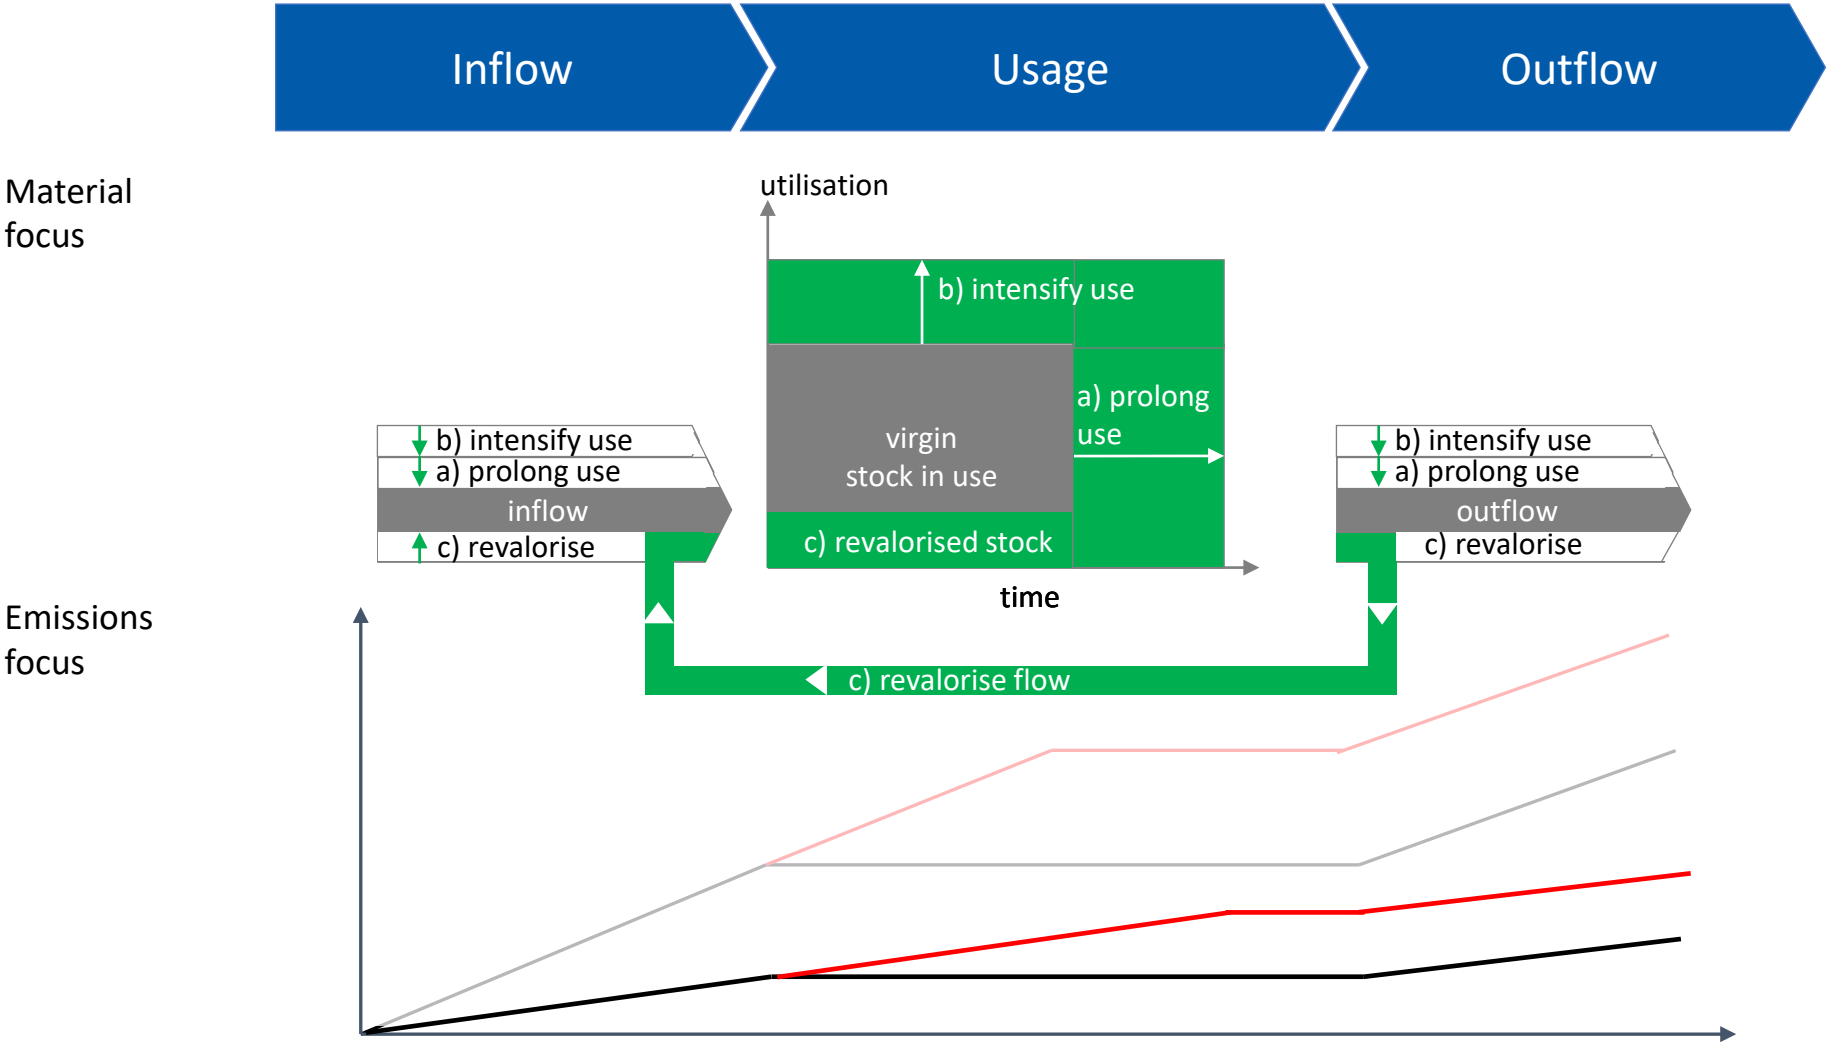 Inflow
Usage
Outflow
Material
focus
utilisation
b) intensify use
a) prolong
use
virgin
stock in use
c) revalorised stock
time
b) intensify use
a) prolong use
inflow
c) revalorise
b) intensify use
a) prolong use
outflow
c) revalorise
Emissions
focus
c) revalorise flow